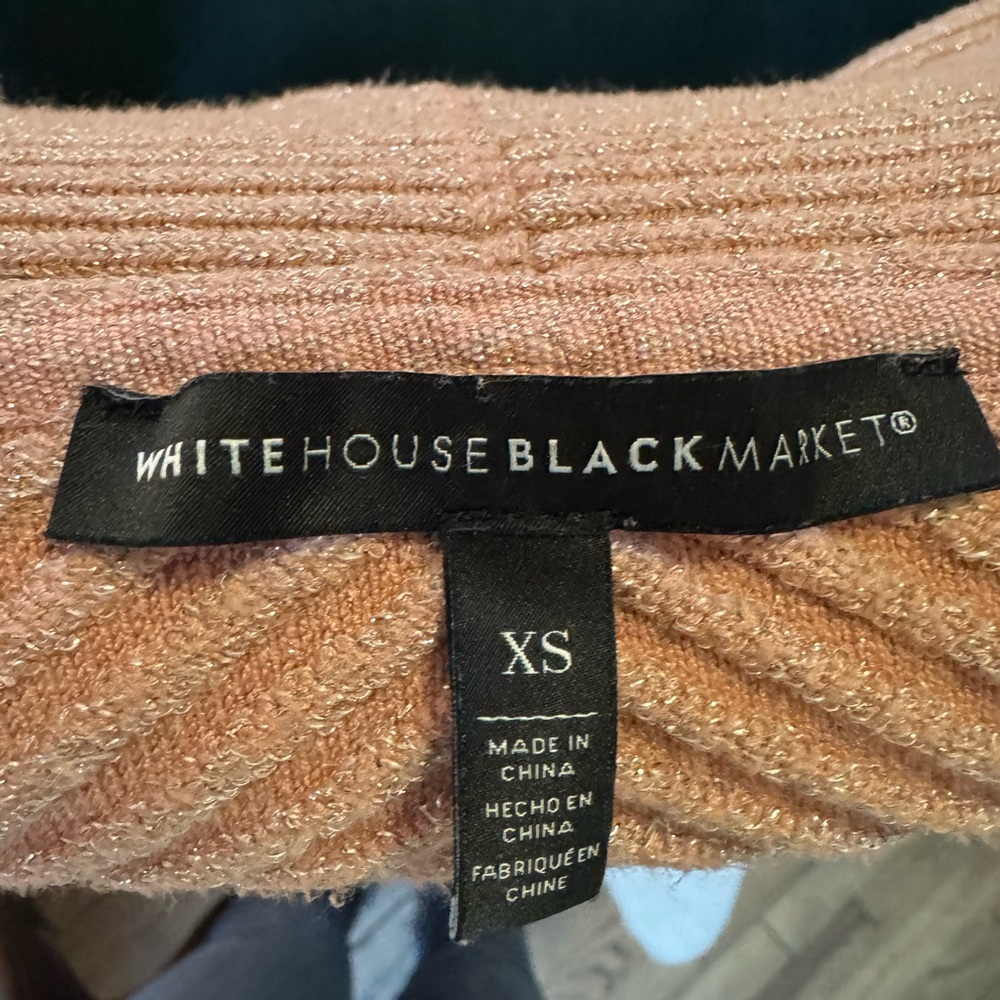 WHITEHOUSEBLACKMARKET®
XS
MADE IN
CHINA
HECHO EN
CHINA
FABRIQUÉ EN
CHINE